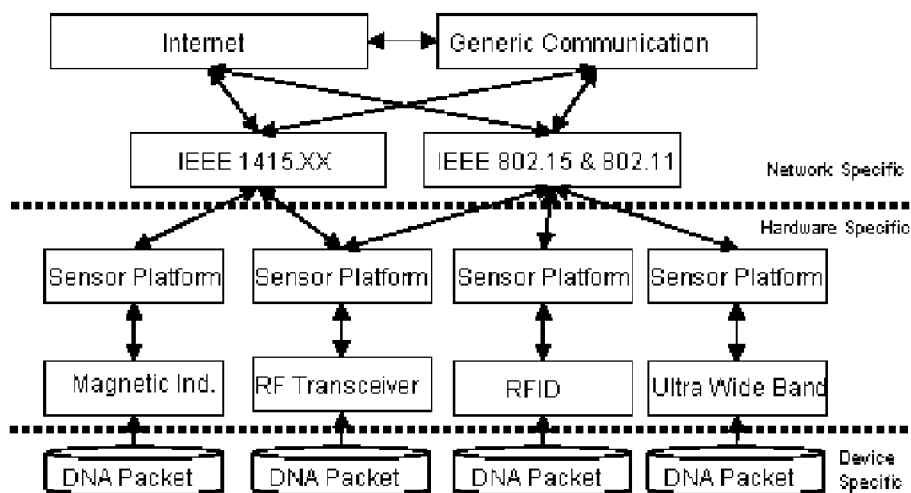 Internet
Generic Communication
IEEE 1415.XX
IEEE 802.15 & 802.11
Network Specific
Hardware Specific
Sensor Platform
Sensor Platform
Sensor Platform
Sensor Platform
Magnetic Ind.
RF Transceiver
RFID
Ultra Wide Band
DNA Packet
DNA Packet
DNA Packet
DNA Packet
Device
Specific